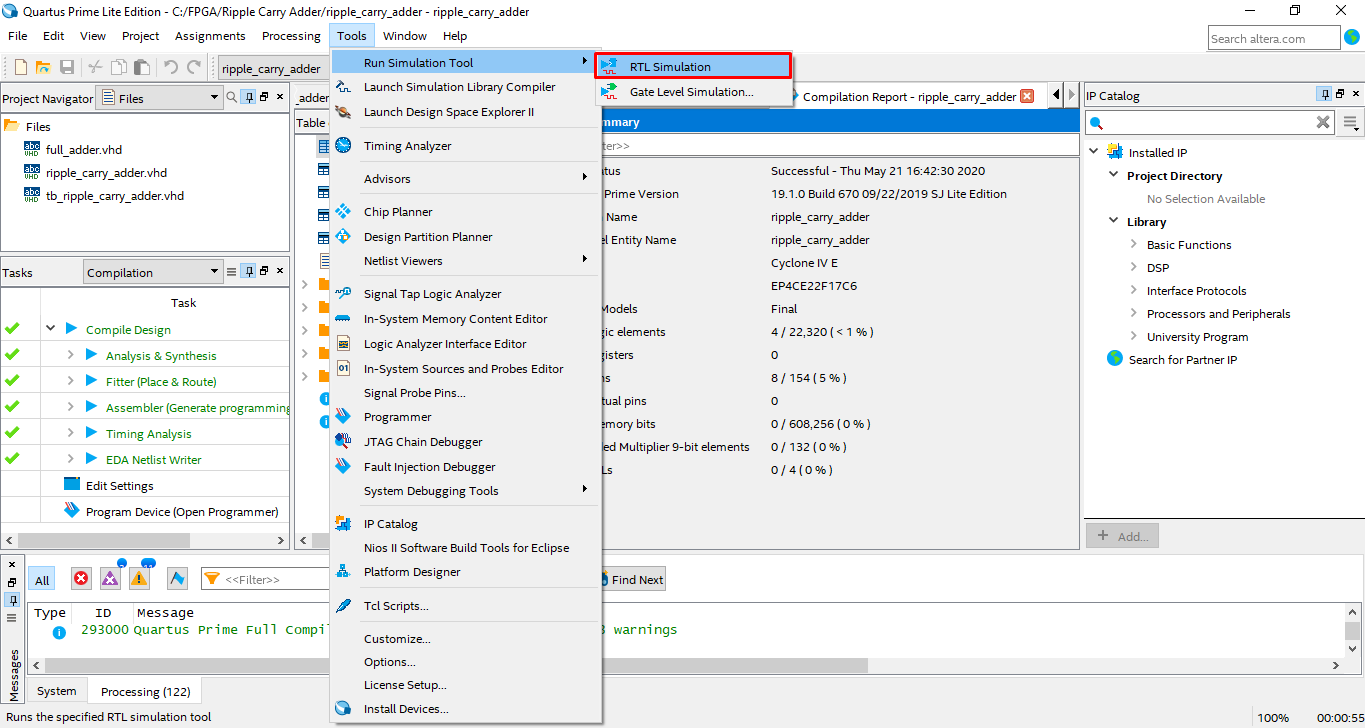 Quartus Prime Lite Edition - C:/FPGA/Ripple Carry Adder/ripple_carry_adder - ripple_carry_adder
File Edit View Project Assignments Processing Tools Window Help
Search altera.com
ripple_carry_adder
Project Navigator Files
Files
full_adder.vhd
ripple_carry_adder.vhd
tb_ripple_carry_adder.vhd
Tasks Compilation
Task
Compile Design
Analysis & Synthesis
Fitter (Place & Route)
Assembler (Generate programming
Timing Analysis
EDA Netlist Writer
Edit Settings
Program Device (Open Programmer)
Run Simulation Tool
Launch Simulation Library Compiler
Launch Design Space Explorer II
Timing Analyzer
Advisors
Chip Planner
Design Partition Planner
Netlist Viewers
Signal Tap Logic Analyzer
In-System Memory Content Editor
Logic Analyzer Interface Editor
In-System Sources and Probes Editor
Signal Probe Pins...
Programmer
JTAG Chain Debugger
Fault Injection Debugger
System Debugging Tools
IP Catalog
Nios II Software Build Tools for Eclipse
Platform Designer
Tcl Scripts...
Customize...
Options...
License Setup...
Install Devices...
RTL Simulation
Gate Level Simulation...
_adder
Compilation Report - ripple_carry_adder
Table
mmary
ter>>
atus Successful - Thu May 21 16:42:30 2020
Prime Version 19.1.0 Build 670 09/22/2019 SJ Lite Edition
Name ripple_carry_adder
el Entity Name ripple_carry_adder
Cyclone IV E
EP4CE22F17C6
Models Final
gic elements 4 / 22,320 ( < 1 % )
gisters 0
ns 8 / 154 ( 5 % )
tual pins 0
emory bits 0 / 608,256 ( 0 % )
ded Multiplier 9-bit elements 0 / 132 ( 0 % )
Ls 0 / 4 ( 0 % )
IP Catalog
Installed IP
Project Directory
No Selection Available
Library
Basic Functions
DSP
Interface Protocols
Processors and Peripherals
University Program
Search for Partner IP
+ Add...
All <<Filter>> Find Next
Type ID Message
293000 Quartus Prime Full Compil 3 warnings
Messages
System Processing (122)
Runs the specified RTL simulation tool
100% 00:00:55